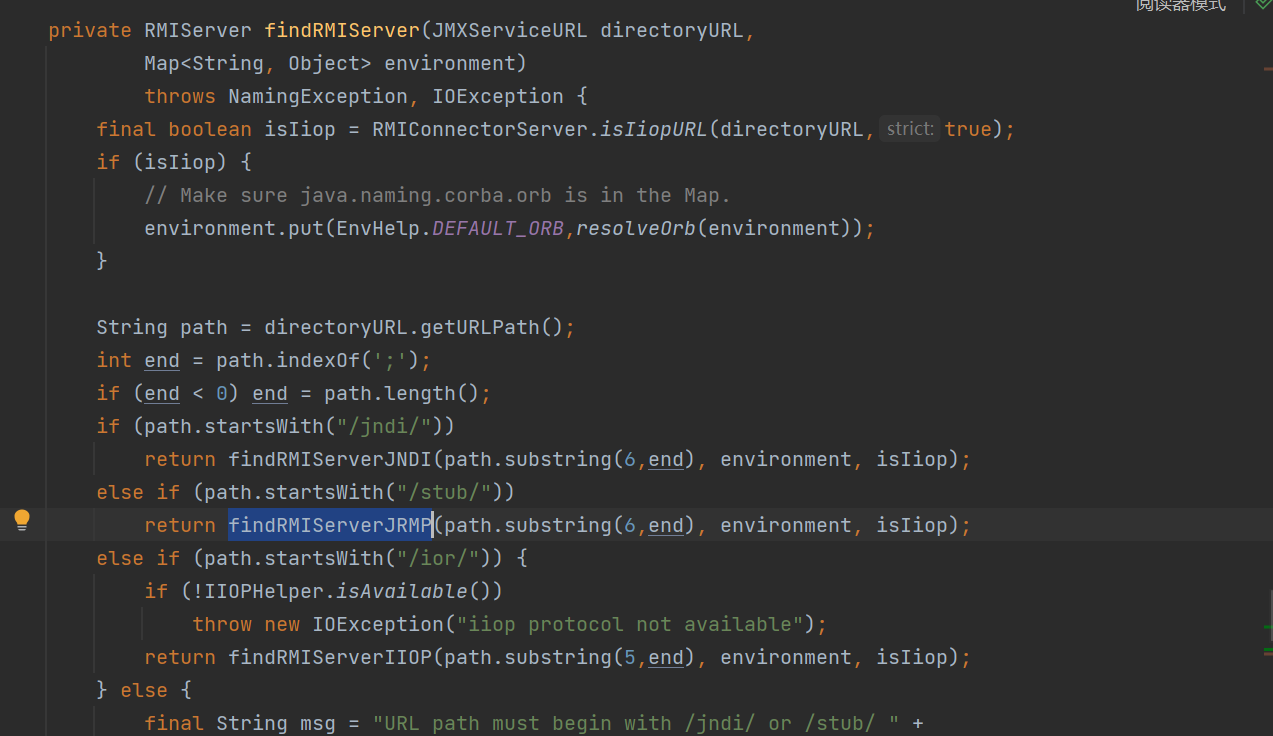 阅读器模式
private RMIServer findRMIServer(JMXServiceURL directoryURL,
        Map<String, Object> environment)
        throws NamingException, IOException {
    final boolean isIiop = RMIConnectorServer.isIiopURL(directoryURL, strict: true);
    if (isIiop) {
        // Make sure java.naming.corba.orb is in the Map.
        environment.put(EnvHelp.DEFAULT_ORB,resolveOrb(environment));
    }
    String path = directoryURL.getURLPath();
    int end = path.indexOf(';');
    if (end < 0) end = path.length();
    if (path.startsWith("/jndi/"))
        return findRMIServerJNDI(path.substring(6,end), environment, isIiop);
    else if (path.startsWith("/stub/"))
        return findRMIServerJRMP(path.substring(6,end), environment, isIiop);
    else if (path.startsWith("/ior/")) {
        if (!IIOPHelper.isAvailable())
            throw new IOException("iiop protocol not available");
        return findRMIServerIIOP(path.substring(5,end), environment, isIiop);
    } else {
        final String msg = "URL path must begin with /jndi/ or /stub/ " +